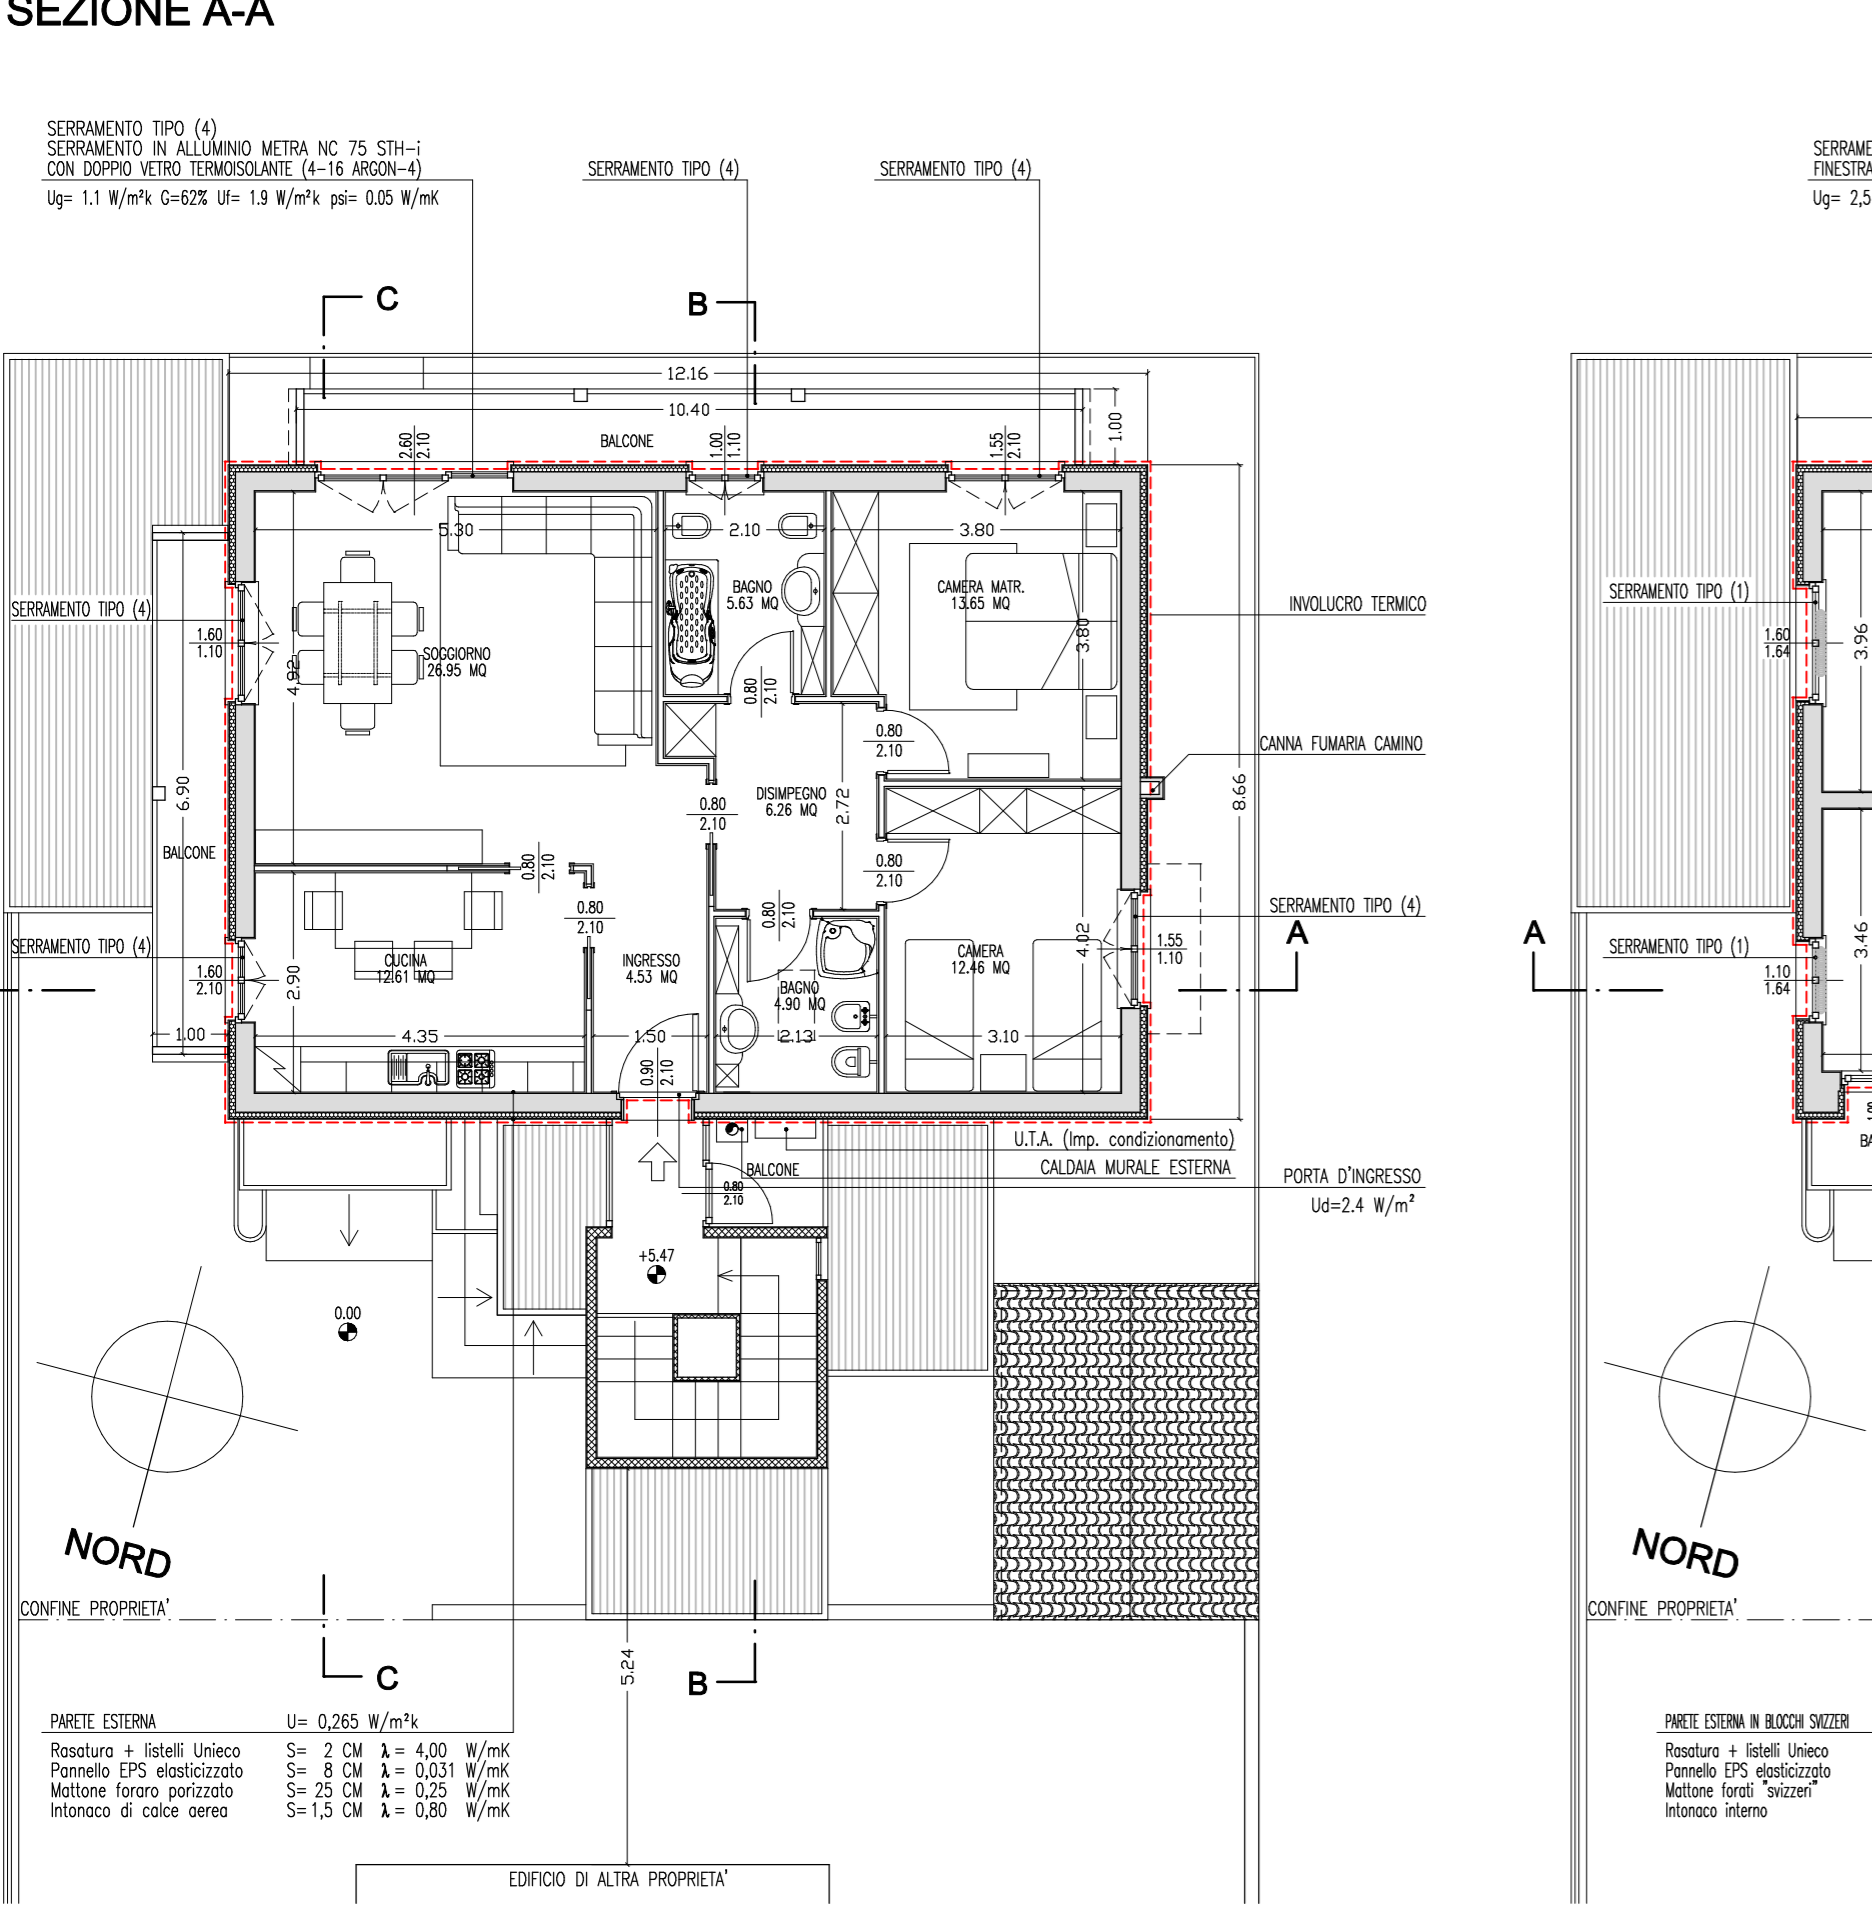 SEZIONE A-A
SERRAMENTO TIPO (4)
SERRAMENTO IN ALLUMINIO METRA NC 75 STH-i
CON DOPPIO VETRO TERMOISOLANTE (4-16 ARGON-4)
Ug= 1.1 W/m²k G=62% Uf= 1.9 W/m²k psi= 0.05 W/mK
SERRAMENTO TIPO (4)
SERRAMENTO TIPO (4)
C
B
12.16
10.40
1.00
BALCONE
2.60
2.10
1.00
1.10
1.55
2.10
5.30
2.10
3.80
SERRAMENTO TIPO (4)
1.60
1.10
4.92
SOGGIORNO
26.95 MQ
BAGNO
5.63 MQ
CAMERA MATR.
13.65 MQ
3.80
INVOLUCRO TERMICO
0.80
2.10
0.80
2.10
CANNA FUMARIA CAMINO
6.90
BALCONE
0.80
2.10
DISIMPEGNO
6.26 MQ
2.72
8.66
0.80
2.10
0.80
2.10
0.80
2.10
0.80
2.10
SERRAMENTO TIPO (4)
A
1.55
1.10
SERRAMENTO TIPO (4)
1.60
2.10
2.90
CUCINA
12.61 MQ
INGRESSO
4.53 MQ
BAGNO
4.90 MQ
CAMERA
12.46 MQ
4.02
1.00
4.35
1.50
2.13
3.10
0.90
2.10
U.T.A. (Imp. condizionamento)
CALDAIA MURALE ESTERNA
BALCONE
0.80
2.10
PORTA D'INGRESSO
Ud=2.4 W/m²
+5.47
0.00
NORD
CONFINE PROPRIETA'
C
B
5.24
PARETE ESTERNA U= 0,265 W/m²k
Rasatura + listelli Unieco S= 2 CM λ = 4,00 W/mK
Pannello EPS elasticizzato S= 8 CM λ = 0,031 W/mK
Mattone foraro porizzato S= 25 CM λ = 0,25 W/mK
Intonaco di calce aerea S= 1,5 CM λ = 0,80 W/mK
EDIFICIO DI ALTRA PROPRIETA'
SERRAME
FINESTRA
Ug= 2,5
SERRAMENTO TIPO (1)
1.60
1.64
3.96
A
SERRAMENTO TIPO (1)
1.10
1.64
3.46
BA
NORD
CONFINE PROPRIETA'
PARETE ESTERNA IN BLOCCHI SVIZZERI
Rasatura + listelli Unieco
Pannello EPS elasticizzato
Mattone forati "svizzeri"
Intonaco interno